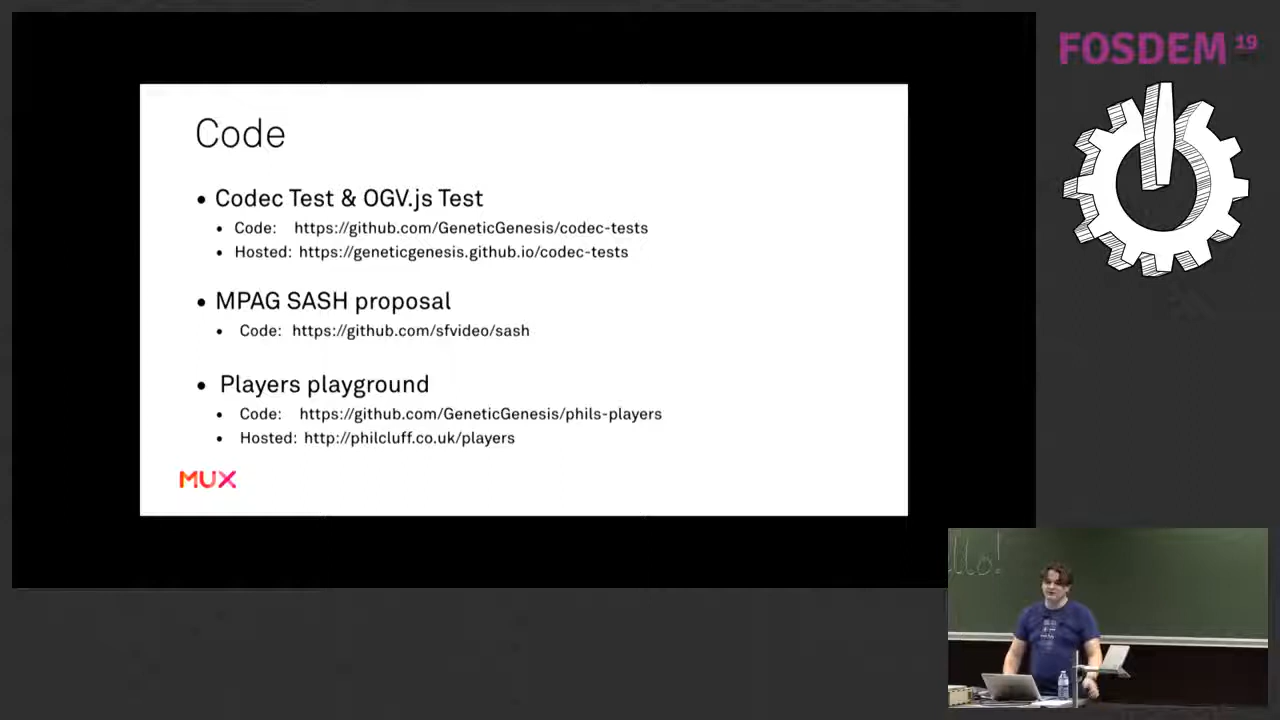 FOSDEM 19
Code
• Codec Test & OGV.js Test
• Code: https://github.com/GeneticGenesis/codec-tests
• Hosted: https://geneticgenesis.github.io/codec-tests
• MPAG SASH proposal
• Code: https://github.com/sfvideo/sash
• Players playground
• Code: https://github.com/GeneticGenesis/phils-players
• Hosted: http://philcluff.co.uk/players
MUX